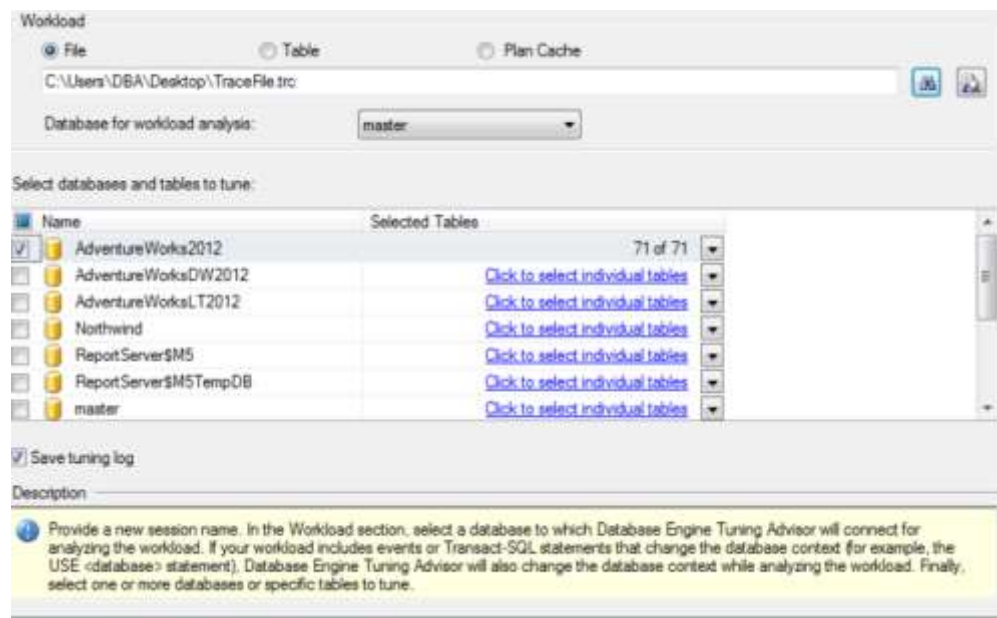 Workload
File Table Plan Cache
C:\Users\DBA\Desktop\TraceFile.trc
Database for workload analysis: master
Select databases and tables to tune:
Name Selected Tables
AdventureWorks2012 71 of 71
AdventureWorksDW2012 Click to select individual tables
AdventureWorksLT2012 Click to select individual tables
Northwind Click to select individual tables
ReportServer$M5 Click to select individual tables
ReportServer$M5TempDB Click to select individual tables
master Click to select individual tables
Save tuning log
Description
Provide a new session name. In the Workload section, select a database to which Database Engine Tuning Advisor will connect for
analyzing the workload. If your workload includes events or Transact-SQL statements that change the database context (for example, the
USE <database> statement), Database Engine Tuning Advisor will also change the database context while analyzing the workload. Finally,
select one or more databases or specific tables to tune.